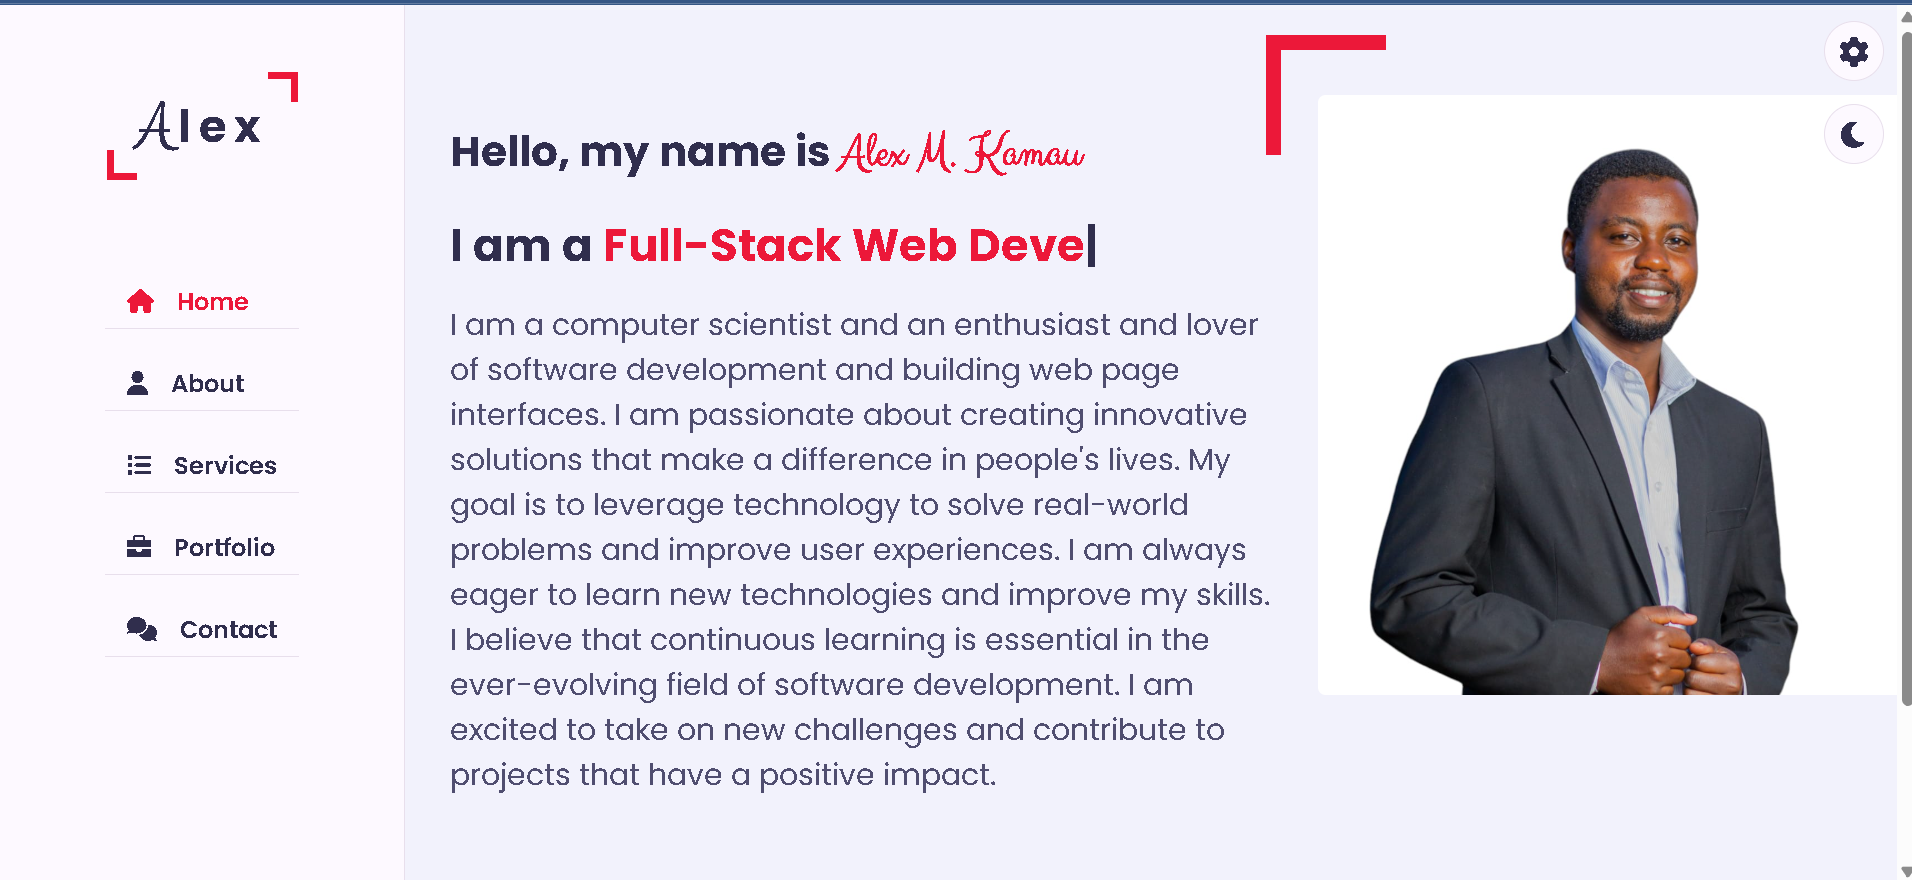 Alex
Home
About
Services
Portfolio
Contact
Hello, my name is Alex M. Kamau
I am a Full-Stack Web Deve|
I am a computer scientist and an enthusiast and lover
of software development and building web page
interfaces. I am passionate about creating innovative
solutions that make a difference in people's lives. My
goal is to leverage technology to solve real-world
problems and improve user experiences. I am always
eager to learn new technologies and improve my skills.
I believe that continuous learning is essential in the
ever-evolving field of software development. I am
excited to take on new challenges and contribute to
projects that have a positive impact.